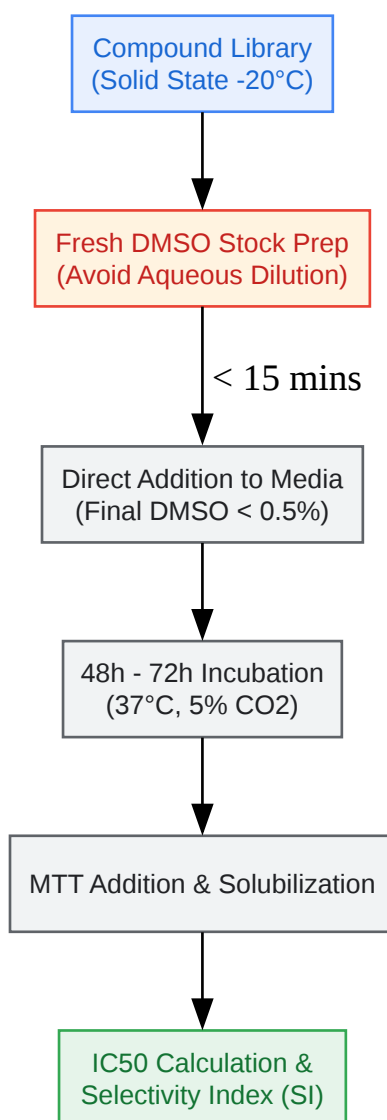 Compound Library
(Solid State -20°C)
Fresh DMSO Stock Prep
(Avoid Aqueous Dilution)
< 15 mins
Direct Addition to Media
(Final DMSO < 0.5%)
48h - 72h Incubation
(37°C, 5% CO2)
MTT Addition & Solubilization
IC50 Calculation &
Selectivity Index (SI)